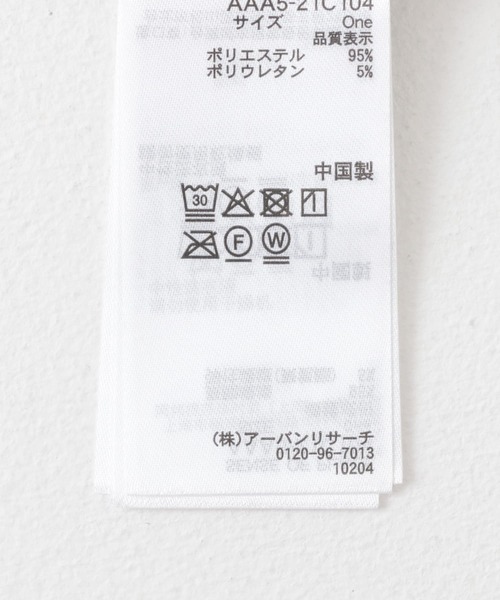 AAA5-21C104
サイズ One
品質表示
ポリエステル 95%
ポリウレタン 5%
中国製
30
F W
(株)アーバンリサーチ
0120-96-7013
10204